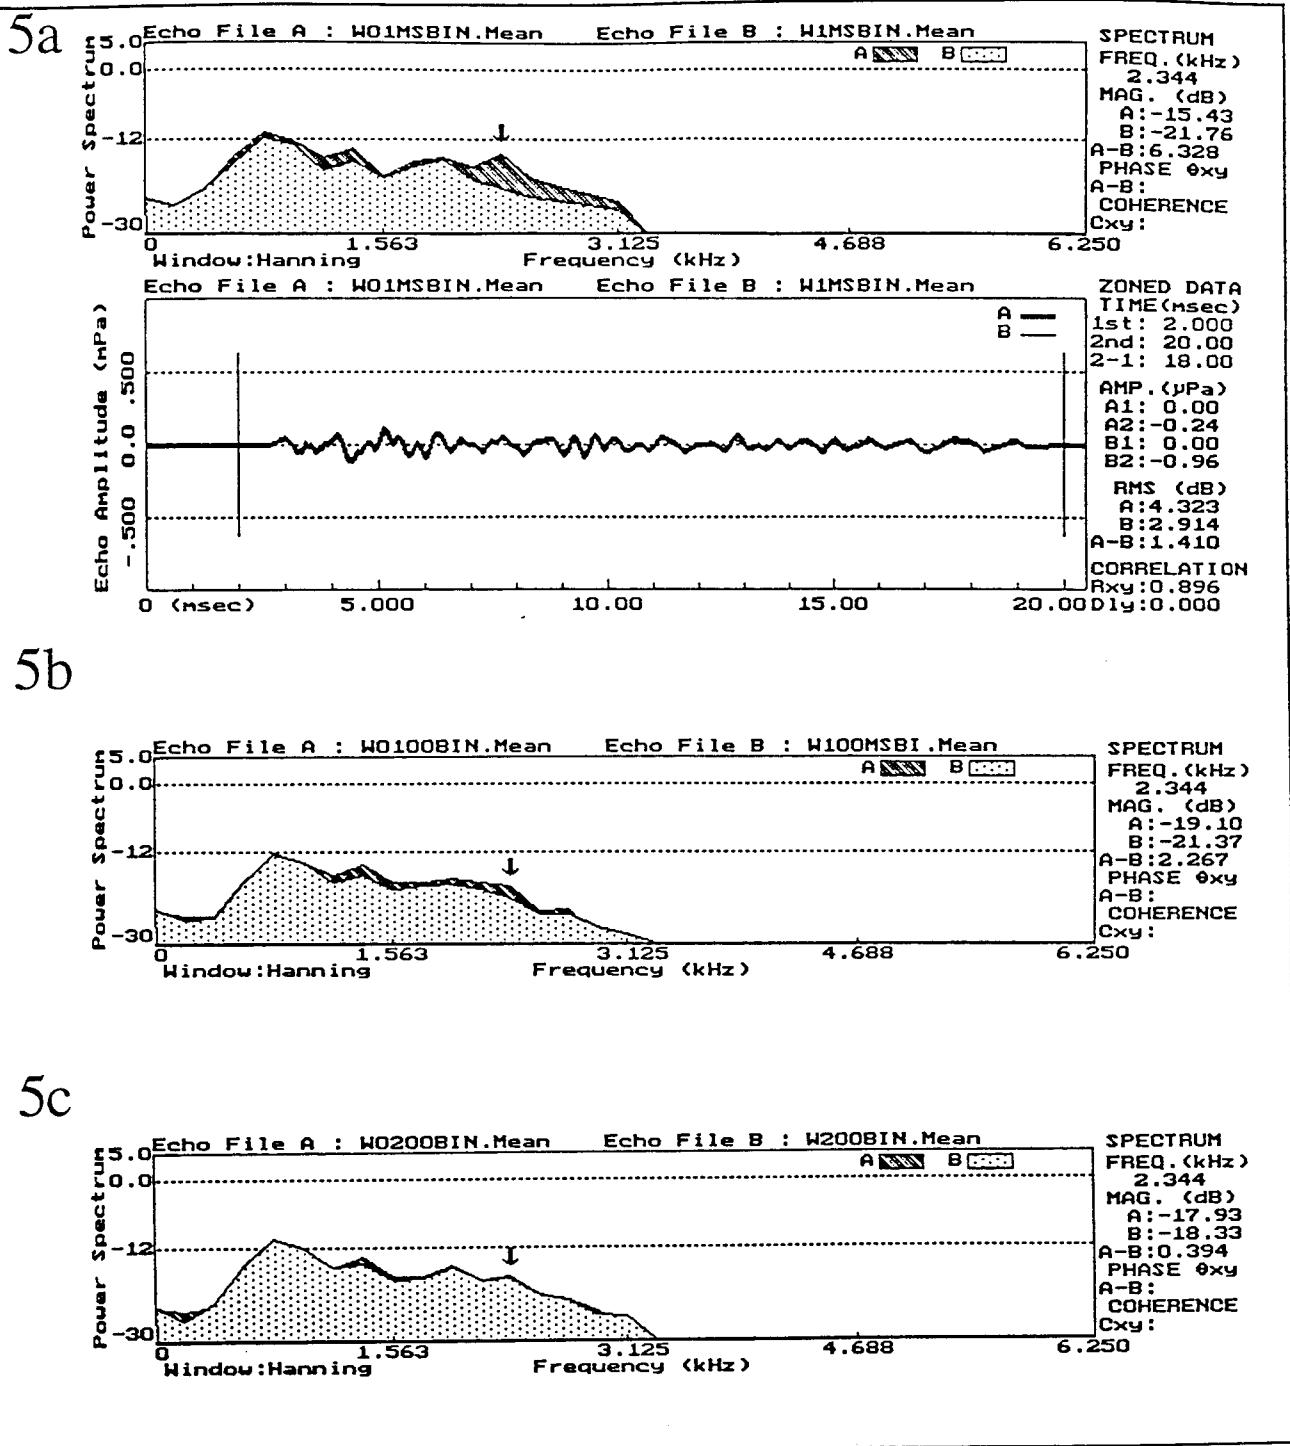 5a
Echo File A : WO1MSBIN.Mean Echo File B : W1MSBIN.Mean
A B
Power Spectrum
5.0
0.0
-12
-30
0 1.563 3.125 4.688 6.250
Window:Hanning Frequency (kHz)
SPECTRUM
FREQ.(kHz)
2.344
MAG. (dB)
A:-15.43
B:-21.76
A-B:6.328
PHASE θxy
A-B:
COHERENCE
Cxy:
Echo File A : WO1MSBIN.Mean Echo File B : W1MSBIN.Mean
A
B
Echo Amplitude (mPa)
.500
0.0
-.500
0 (msec) 5.000 10.00 15.00 20.00
ZONED DATA
TIME(msec)
1st: 2.000
2nd: 20.00
2-1: 18.00
AMP.(µPa)
A1: 0.00
A2:-0.24
B1: 0.00
B2:-0.96
RMS (dB)
A:4.323
B:2.914
A-B:1.410
CORRELATION
Rxy:0.896
Dly:0.000
5b
Echo File A : WO100BIN.Mean Echo File B : W100MSBI.Mean
A B
Power Spectrum
5.0
0.0
-12
-30
0 1.563 3.125 4.688 6.250
Window:Hanning Frequency (kHz)
SPECTRUM
FREQ.(kHz)
2.344
MAG. (dB)
A:-19.10
B:-21.37
A-B:2.267
PHASE θxy
A-B:
COHERENCE
Cxy:
5c
Echo File A : WO200BIN.Mean Echo File B : W200BIN.Mean
A B
Power Spectrum
5.0
0.0
-12
-30
0 1.563 3.125 4.688 6.250
Window:Hanning Frequency (kHz)
SPECTRUM
FREQ.(kHz)
2.344
MAG. (dB)
A:-17.93
B:-18.33
A-B:0.394
PHASE θxy
A-B:
COHERENCE
Cxy: